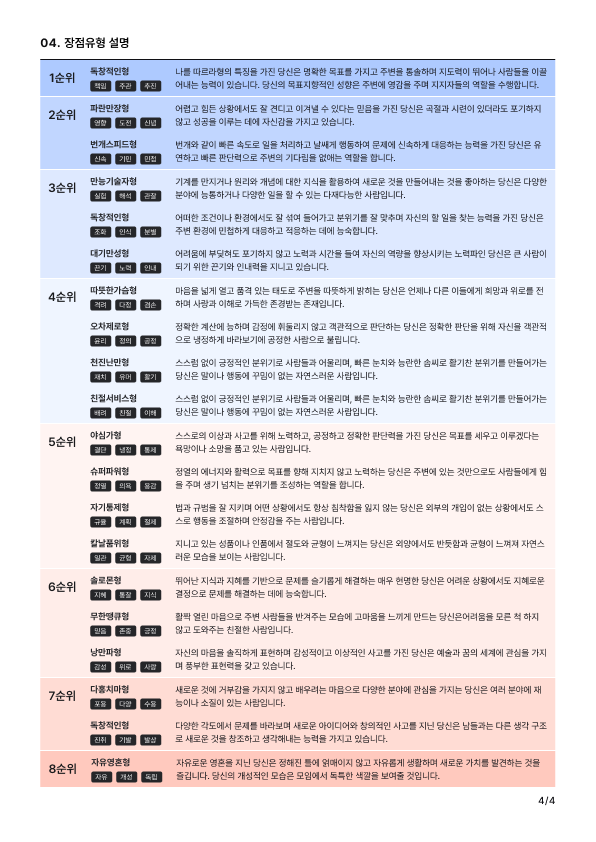 04. 장점유형 설명
1순위
독창적인형
책임 주관 추진
나를 따르라형의 특징을 가진 당신은 명확한 목표를 가지고 주변을 통솔하며 지도력이 뛰어나 사람들을 이끌
어내는 능력이 있습니다. 당신의 목표지향적인 성향은 주변에 영감을 주며 지지자들의 역할을 수행합니다.
2순위
파란만장형
영향 도전 신념
어렵고 힘든 상황에서도 잘 견디고 이겨낼 수 있다는 믿음을 가진 당신은 곡절과 시련이 있더라도 포기하지
않고 성공을 이루는 데에 자신감을 가지고 있습니다.
번개스피드형
신속 기민 민첩
번개와 같이 빠른 속도로 일을 처리하고 날쌔게 행동하여 문제에 신속하게 대응하는 능력을 가진 당신은 유
연하고 빠른 판단력으로 주변의 기다림을 없애는 역할을 합니다.
3순위
만능기술자형
실험 해석 관찰
기계를 만지거나 원리와 개념에 대한 지식을 활용하여 새로운 것을 만들어내는 것을 좋아하는 당신은 다양한
분야에 능통하거나 다양한 일을 할 수 있는 다재다능한 사람입니다.
독창적인형
조화 인식 분별
어떠한 조건이나 환경에서도 잘 섞여 들어가고 분위기를 잘 맞추며 자신의 할 일을 찾는 능력을 가진 당신은
주변 환경에 민첩하게 대응하고 적응하는 데에 능숙합니다.
대기만성형
끈기 노력 인내
어려움에 부딪혀도 포기하지 않고 노력과 시간을 들여 자신의 역량을 향상시키는 노력파인 당신은 큰 사람이
되기 위한 끈기와 인내력을 지니고 있습니다.
4순위
따뜻한가슴형
격려 다정 겸손
마음을 넓게 열고 품격 있는 태도로 주변을 따뜻하게 밝히는 당신은 언제나 다른 이들에게 희망과 위로를 전
하며 사랑과 이해로 가득한 존경받는 존재입니다.
오차제로형
윤리 정의 공정
정확한 계산에 능하며 감정에 휘둘리지 않고 객관적으로 판단하는 당신은 정확한 판단을 위해 자신을 객관적
으로 냉정하게 바라보기에 공정한 사람으로 불립니다.
천진난만형
재치 유머 활기
스스럼 없이 긍정적인 분위기로 사람들과 어울리며, 빠른 눈치와 능란한 솜씨로 활기찬 분위기를 만들어가는
당신은 말이나 행동에 꾸밈이 없는 자연스러운 사람입니다.
친절서비스형
배려 친절 이해
스스럼 없이 긍정적인 분위기로 사람들과 어울리며, 빠른 눈치와 능란한 솜씨로 활기찬 분위기를 만들어가는
당신은 말이나 행동에 꾸밈이 없는 자연스러운 사람입니다.
5순위
야심가형
결단 냉정 통제
스스로의 이상과 사고를 위해 노력하고, 공정하고 정확한 판단력을 가진 당신은 목표를 세우고 이루겠다는
욕망이나 소망을 품고 있는 사람입니다.
슈퍼파워형
정열 의욕 용감
정열의 에너지와 활력으로 목표를 향해 지치지 않고 노력하는 당신은 주변에 있는 것만으로도 사람들에게 힘
을 주며 생기 넘치는 분위기를 조성하는 역할을 합니다.
자기통제형
규율 계획 절제
법과 규범을 잘 지키며 어떤 상황에서도 항상 침착함을 잃지 않는 당신은 외부의 개입이 없는 상황에서도 스
스로 행동을 조절하며 안정감을 주는 사람입니다.
칼날품위형
일관 균형 자제
지니고 있는 성품이나 인품에서 절도와 균형이 느껴지는 당신은 외양에서도 반듯함과 균형이 느껴져 자연스
러운 모습을 보이는 사람입니다.
6순위
솔로몬형
지혜 통찰 지식
뛰어난 지식과 지혜를 기반으로 문제를 슬기롭게 해결하는 매우 현명한 당신은 어려운 상황에서도 지혜로운
결정으로 문제를 해결하는 데에 능숙합니다.
무한땡큐형
믿음 존중 긍정
활짝 열린 마음으로 주변 사람들을 반겨주는 모습에 고마움을 느끼게 만드는 당신은어려움을 모른 척 하지
않고 도와주는 친절한 사람입니다.
낭만파형
감성 위로 사랑
자신의 마음을 솔직하게 표현하며 감성적이고 이상적인 사고를 가진 당신은 예술과 꿈의 세계에 관심을 가지
며 풍부한 표현력을 갖고 있습니다.
7순위
다홍치마형
포용 다양 수용
새로운 것에 거부감을 가지지 않고 배우려는 마음으로 다양한 분야에 관심을 가지는 당신은 여러 분야에 재
능이나 소질이 있는 사람입니다.
독창적인형
진취 기발 발상
다양한 각도에서 문제를 바라보며 새로운 아이디어와 창의적인 사고를 지닌 당신은 남들과는 다른 생각 구조
로 새로운 것을 창조하고 생각해내는 능력을 가지고 있습니다.
8순위
자유영혼형
자유 개성 독립
자유로운 영혼을 지닌 당신은 정해진 틀에 얽매이지 않고 자유롭게 생활하며 새로운 가치를 발견하는 것을
즐깁니다. 당신의 개성적인 모습은 모임에서 독특한 색깔을 보여줄 것입니다.
4/4